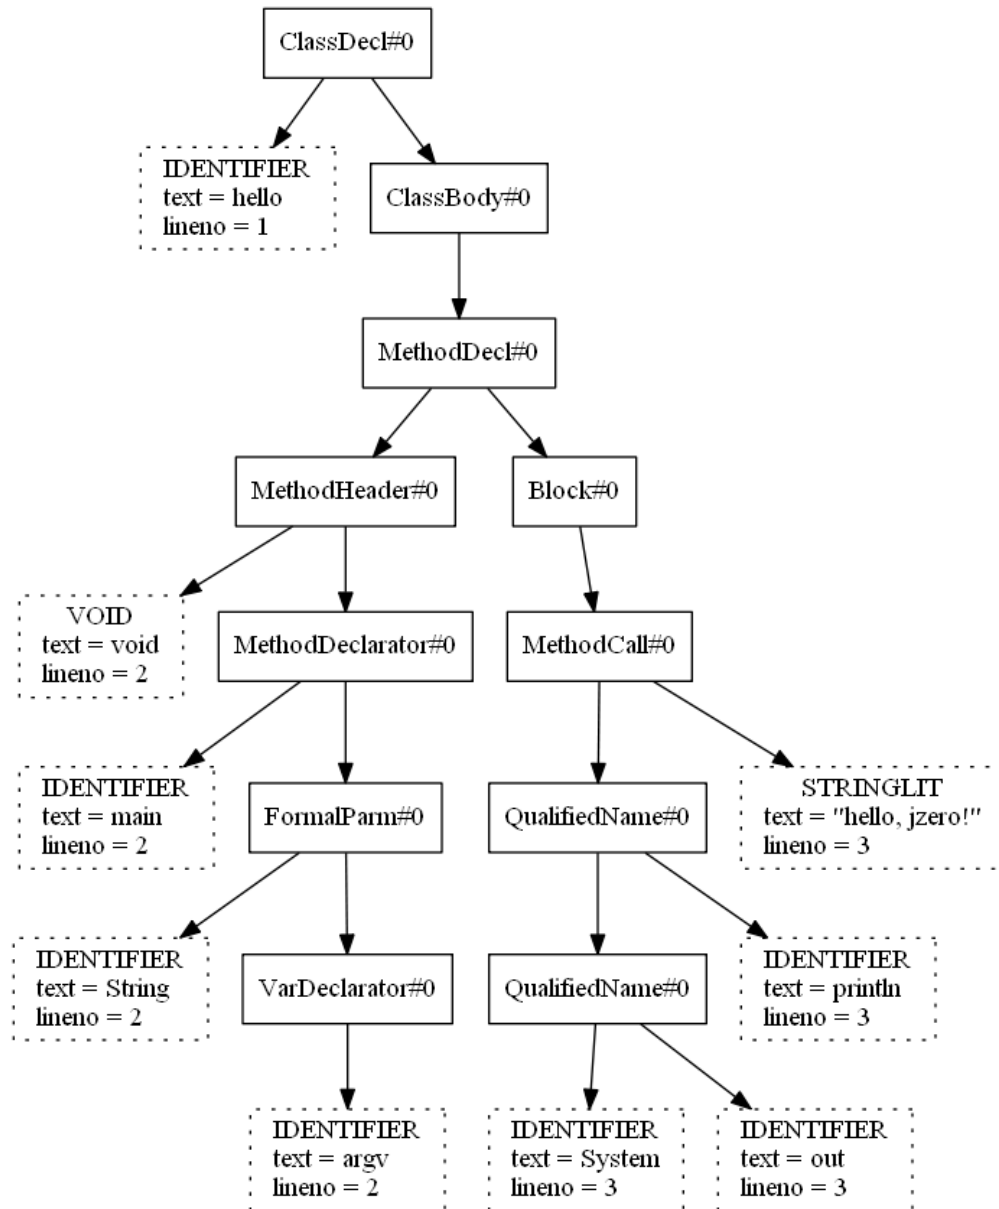 ClassDecl#0
IDENTIFIER
text = hello
lineno = 1
ClassBody#0
MethodDecl#0
MethodHeader#0
Block#0
VOID
text = void
lineno = 2
MethodDeclarator#0
MethodCall#0
IDENTIFIER
text = main
lineno = 2
FormalParm#0
QualifiedName#0
STRINGLIT
text = "hello, jzero!"
lineno = 3
IDENTIFIER
text = String
lineno = 2
VarDeclarator#0
QualifiedName#0
IDENTIFIER
text = println
lineno = 3
IDENTIFIER
text = argv
lineno = 2
IDENTIFIER
text = System
lineno = 3
IDENTIFIER
text = out
lineno = 3